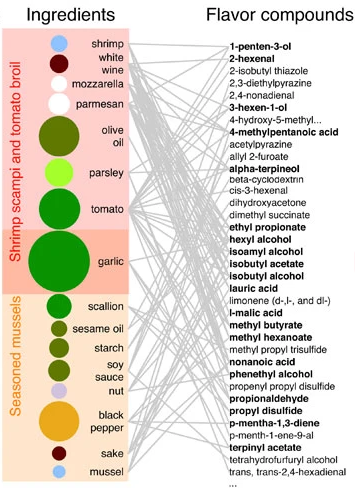 Ingredients
Flavor compounds
Shrimp scampi and tomato broil
Seasoned mussels
shrimp
white
wine
mozzarella
parmesan
olive
oil
parsley
tomato
garlic
scallion
sesame oil
starch
soy
sauce
nut
black
pepper
sake
mussel
1-penten-3-ol
2-hexenal
2-isobutyl thiazole
2,3-diethylpyrazine
2,4-nonadienal
3-hexen-1-ol
4-hydroxy-5-methyl...
4-methylpentanoic acid
acetylpyrazine
allyl 2-furoate
alpha-terpineol
beta-cyclodextrin
cis-3-hexenal
dihydroxyacetone
dimethyl succinate
ethyl propionate
hexyl alcohol
isoamyl alcohol
isobutyl acetate
isobutyl alcohol
lauric acid
limonene (d-,l-, and dl-)
l-malic acid
methyl butyrate
methyl hexanoate
methyl propyl trisulfide
nonanoic acid
phenethyl alcohol
propenyl propyl disulfide
propionaldehyde
propyl disulfide
p-mentha-1,3-diene
p-menth-1-ene-9-al
terpinyl acetate
tetrahydrofurfuryl alcohol
trans, trans-2,4-hexadienal
...